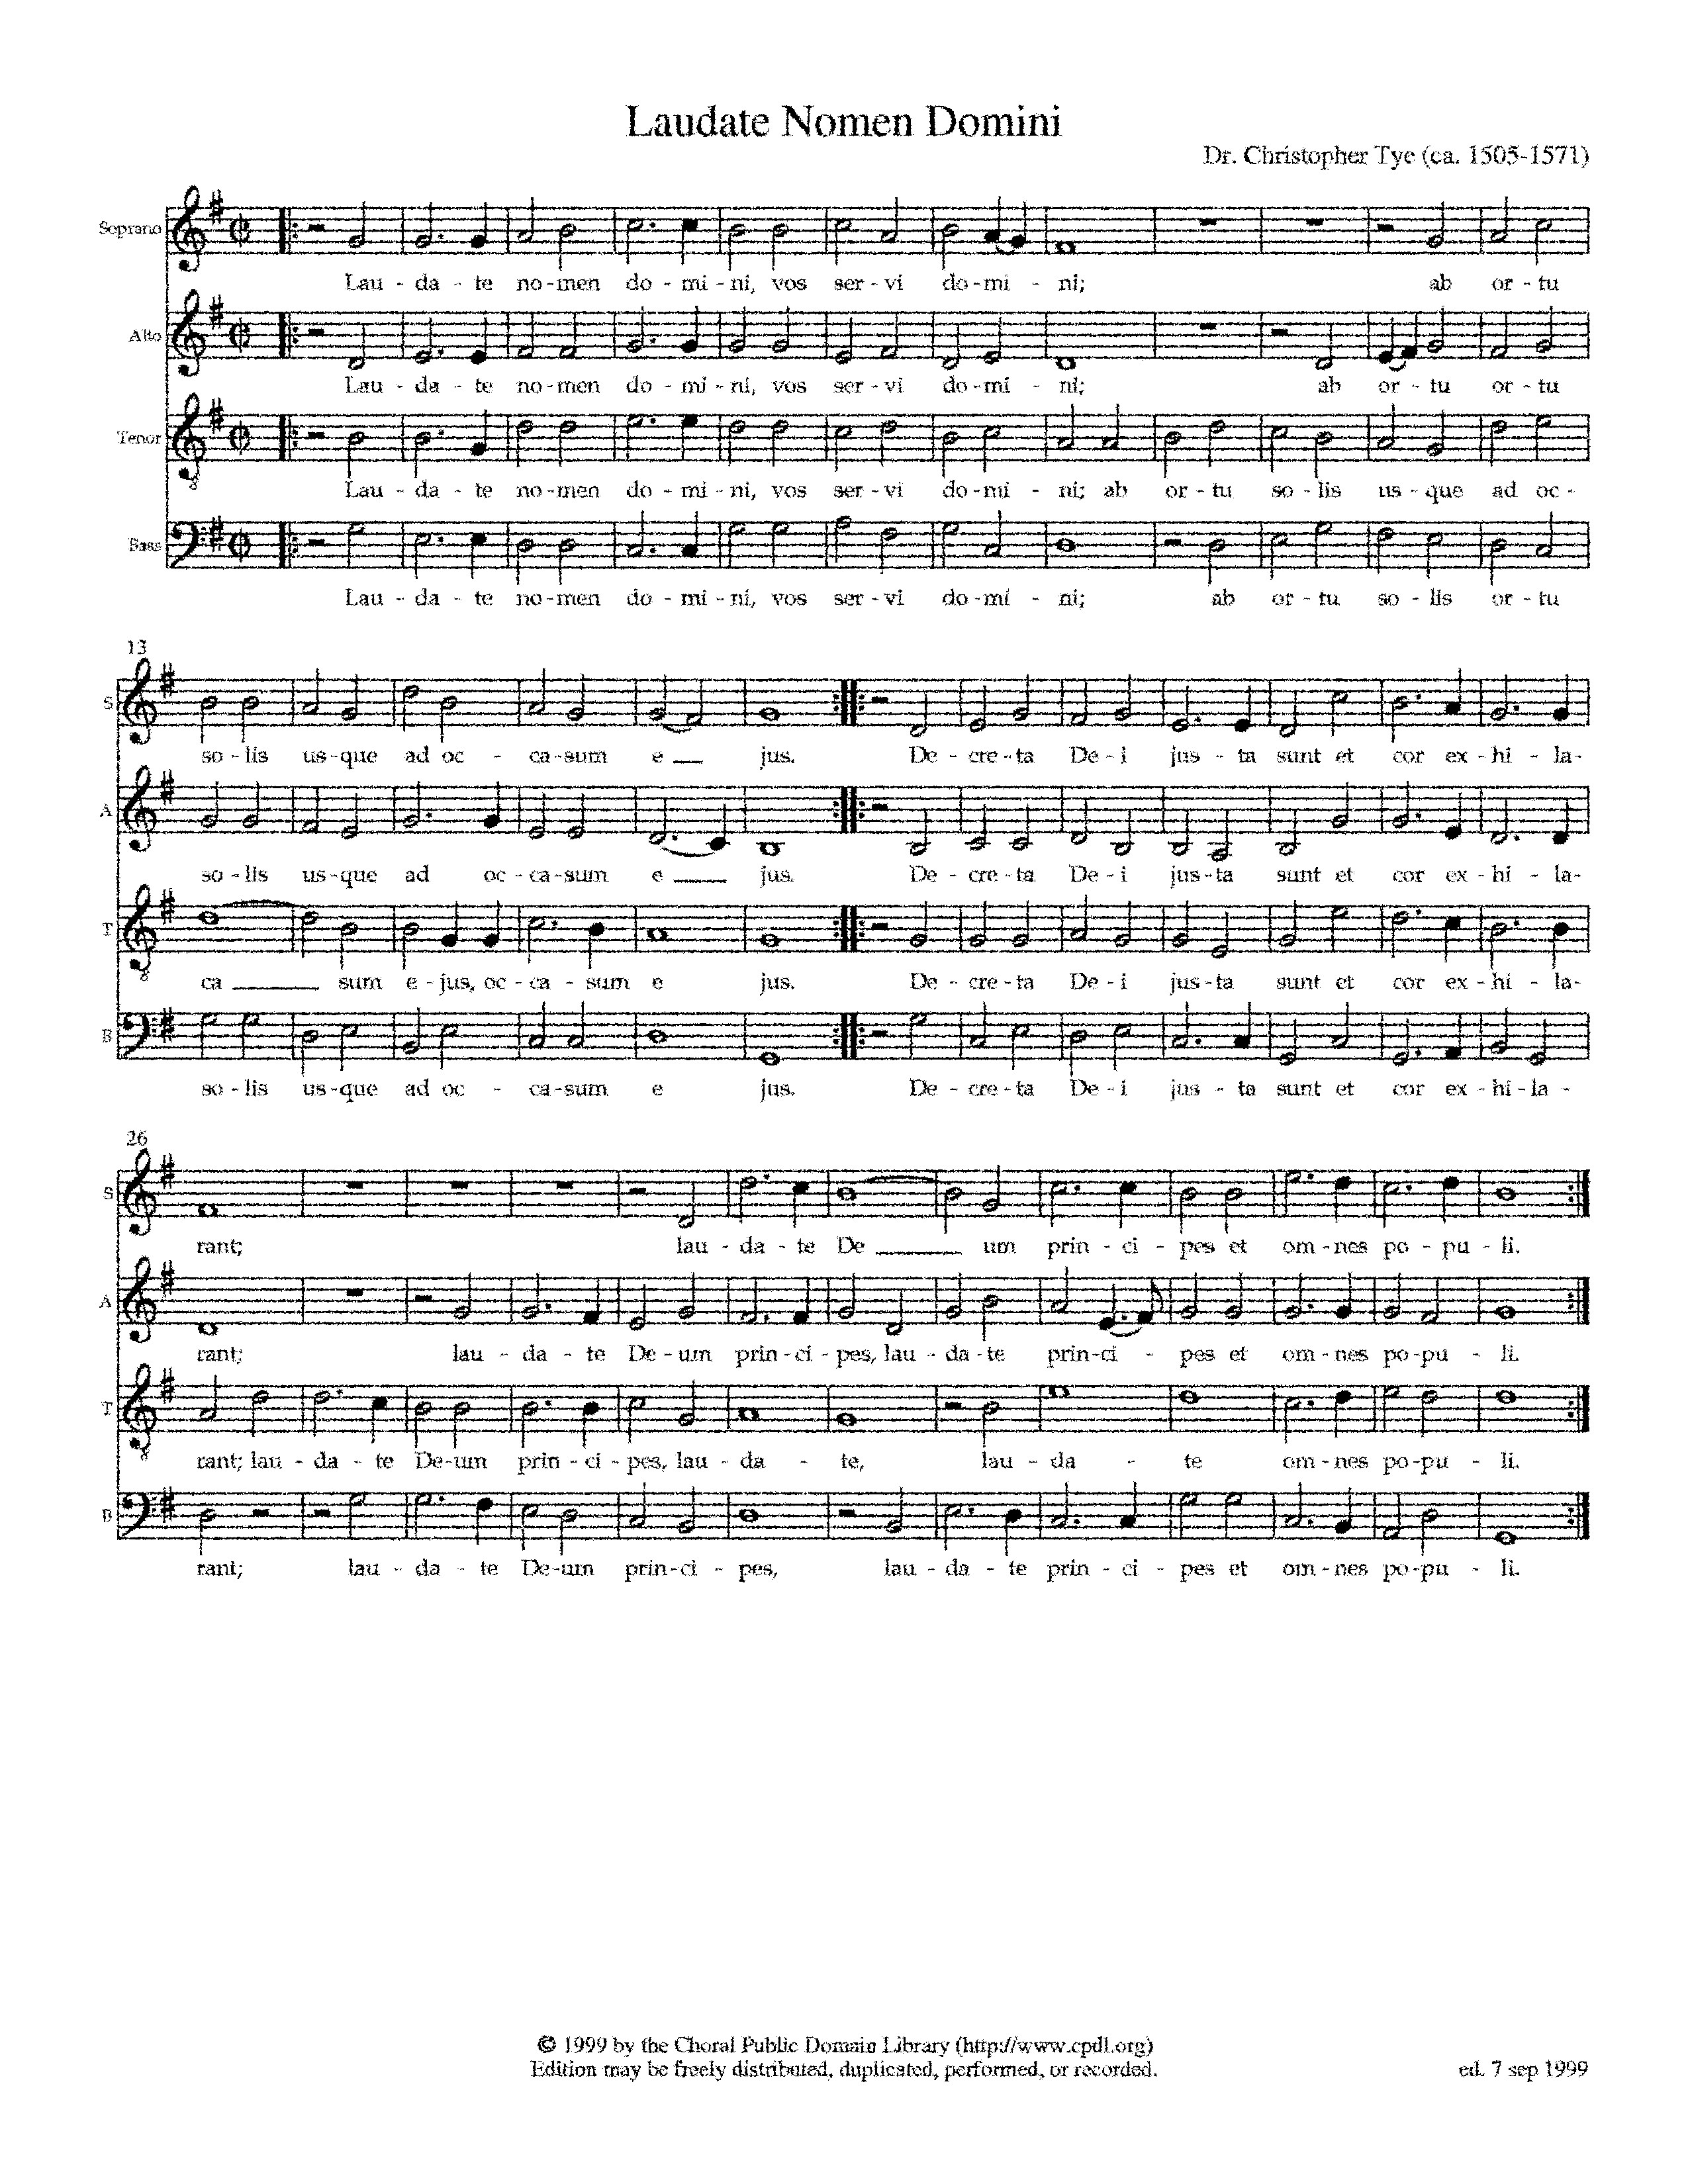 Laudate Nomen Domini
Dr. Christopher Tye (ca. 1505-1571)
Soprano
Lau - da - te no-men do - mi - ni, vos ser - vi do-mi - ni; ab or - tu
Alto
Lau - da - te no-men do - mi - ni, vos ser - vi do-mi - ni; ab or - tu or - tu
Tenor
Lau - da - te no-men do - mi - ni, vos ser - vi do-mi - ni; ab or - tu so - lis us - que ad oc -
Bass
Lau - da - te no-men do - mi - ni, vos ser - vi do-mi - ni; ab or - tu so - lis or - tu
13
S
so - lis us-que ad oc - ca-sum e jus. De - cre-ta De - i jus - ta sunt et cor ex - hi - la-
A
so - lis us-que ad oc - ca-sum e jus. De - cre-ta De - i jus-ta sunt et cor ex - hi - la-
T
ca sum e - jus, oc - ca - sum e jus. De - cre-ta De - i jus-ta sunt et cor ex - hi - la-
B
so - lis us-que ad oc - ca-sum e jus. De - cre-ta De - i jus - ta sunt et cor ex - hi - la -
26
S
rant; lau - da - te De um prin - ci - pes et om - nes po - pu - li.
A
rant; lau - da - te De - um prin - ci - pes, lau - da - te prin-ci - pes et om - nes po-pu - li.
T
rant; lau - da - te De-um prin - ci - pes, lau - da - te, lau - da - te om - nes po-pu - li.
B
rant; lau - da - te De-um prin-ci - pes, lau - da - te prin - ci - pes et om - nes po-pu - li.
© 1999 by the Choral Public Domain Library (http://www.cpdl.org)
Edition may be freely distributed, duplicated, performed, or recorded.
ed. 7 sep 1999